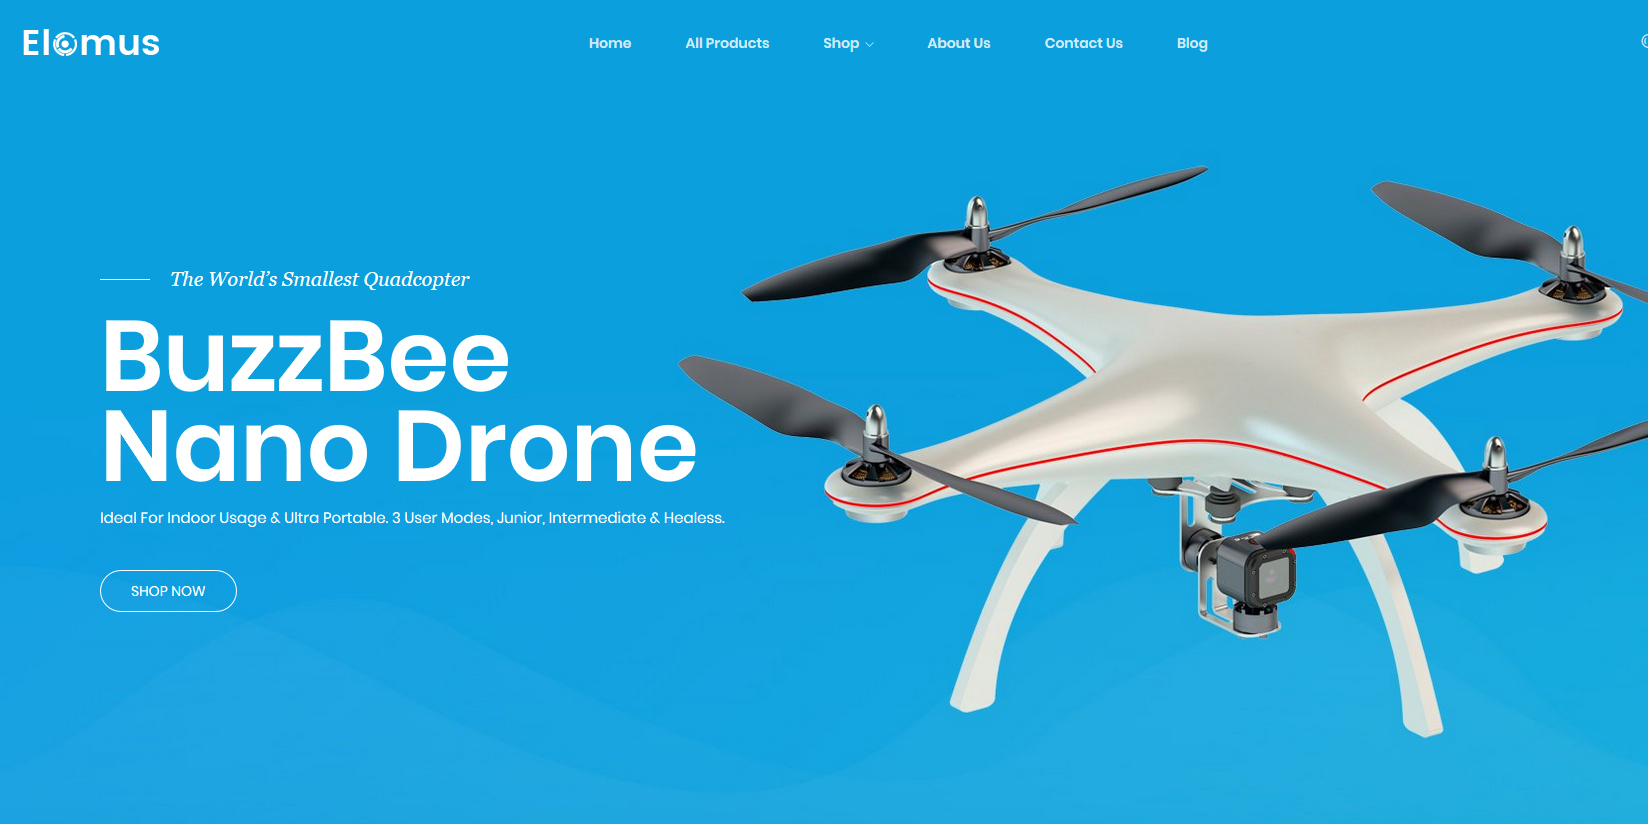 Elomus
Home All Products Shop About Us Contact Us Blog
The World’s Smallest Quadcopter
BuzzBee
Nano Drone
Ideal For Indoor Usage & Ultra Portable. 3 User Modes, Junior, Intermediate & Healess.
SHOP NOW